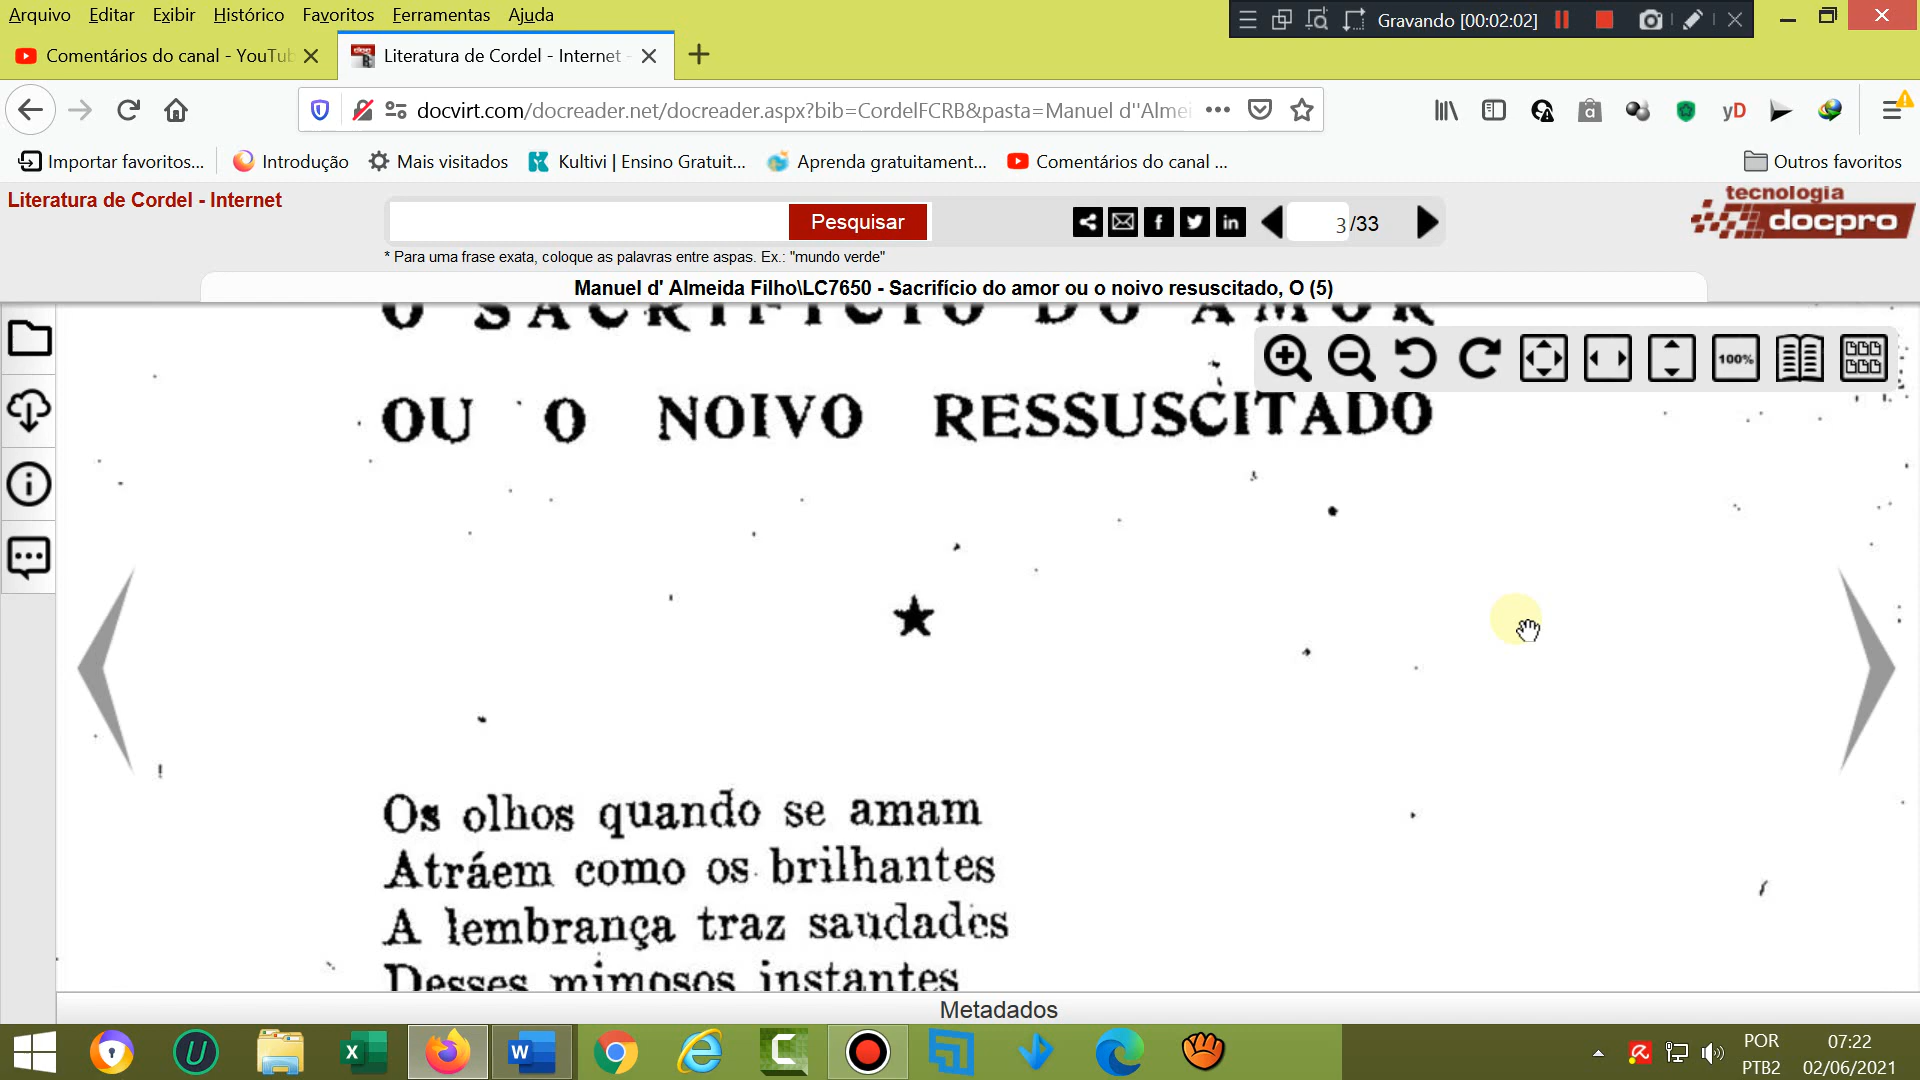 Arquivo Editar Exibir Histórico Favoritos Ferramentas Ajuda
Gravando [00:02:02]
Comentários do canal - YouTub
Literatura de Cordel - Internet -
docvirt.com/docreader.net/docreader.aspx?bib=CordelFCRB&pasta=Manuel d''Almei
yD
Importar favoritos... Introdução Mais visitados Kultivi | Ensino Gratuit... Aprenda gratuitament... Comentários do canal ... Outros favoritos
Literatura de Cordel - Internet
Pesquisar
3 /33
tecnologia
docpro
* Para uma frase exata, coloque as palavras entre aspas. Ex.: "mundo verde"
Manuel d' Almeida Filho\LC7650 - Sacrifício do amor ou o noivo resuscitado, O (5)
O SACRIFICIO DO AMOR
100%
OU O NOIVO RESSUSCITADO
Os olhos quando se amam
Atráem como os brilhantes
A lembrança traz saudades
Desses mimosos instantes
Metadados
POR
PTB2
07:22
02/06/2021